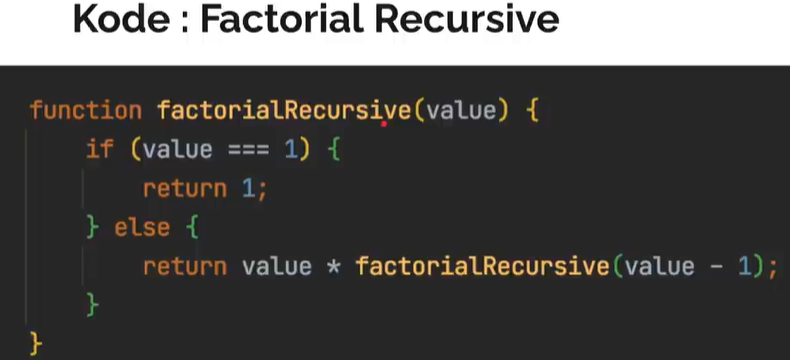 Kode : Factorial Recursive
function factorialRecursive(value) {
    if (value === 1) {
        return 1;
    } else {
        return value * factorialRecursive(value - 1);
    }
}